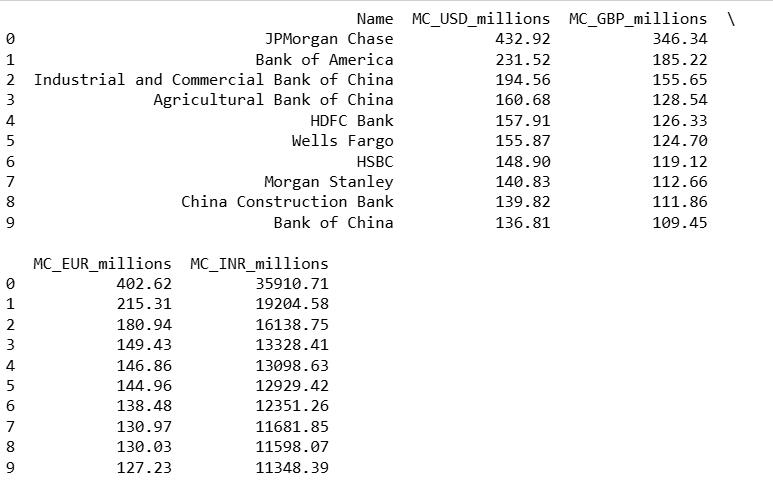 Name MC_USD_millions MC_GBP_millions \
0 JPMorgan Chase 432.92 346.34
1 Bank of America 231.52 185.22
2 Industrial and Commercial Bank of China 194.56 155.65
3 Agricultural Bank of China 160.68 128.54
4 HDFC Bank 157.91 126.33
5 Wells Fargo 155.87 124.70
6 HSBC 148.90 119.12
7 Morgan Stanley 140.83 112.66
8 China Construction Bank 139.82 111.86
9 Bank of China 136.81 109.45
MC_EUR_millions MC_INR_millions
0 402.62 35910.71
1 215.31 19204.58
2 180.94 16138.75
3 149.43 13328.41
4 146.86 13098.63
5 144.96 12929.42
6 138.48 12351.26
7 130.97 11681.85
8 130.03 11598.07
9 127.23 11348.39